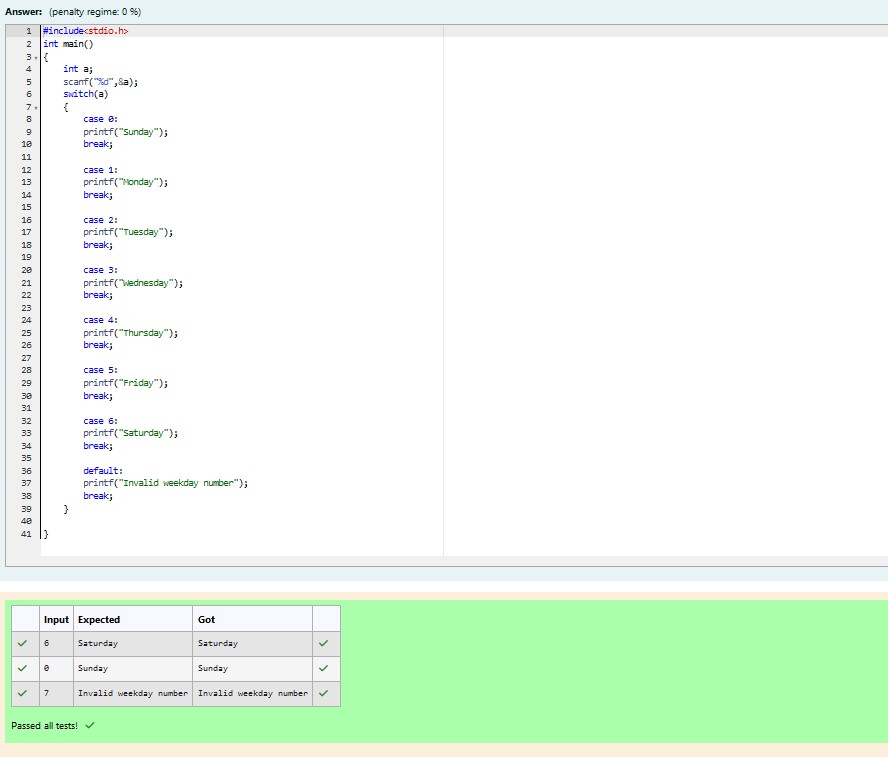 Answer: (penalty regime: 0 %)
1 #include<stdio.h>
2 int main()
3 {
4 int a;
5 scanf("%d",&a);
6 switch(a)
7 {
8 case 0:
9 printf("Sunday");
10 break;
11
12 case 1:
13 printf("Monday");
14 break;
15
16 case 2:
17 printf("Tuesday");
18 break;
19
20 case 3:
21 printf("Wednesday");
22 break;
23
24 case 4:
25 printf("Thursday");
26 break;
27
28 case 5:
29 printf("Friday");
30 break;
31
32 case 6:
33 printf("Saturday");
34 break;
35
36 default:
37 printf("Invalid weekday number");
38 break;
39 }
40
41 }
Input Expected Got
6 Saturday Saturday
0 Sunday Sunday
7 Invalid weekday number Invalid weekday number
Passed all tests!